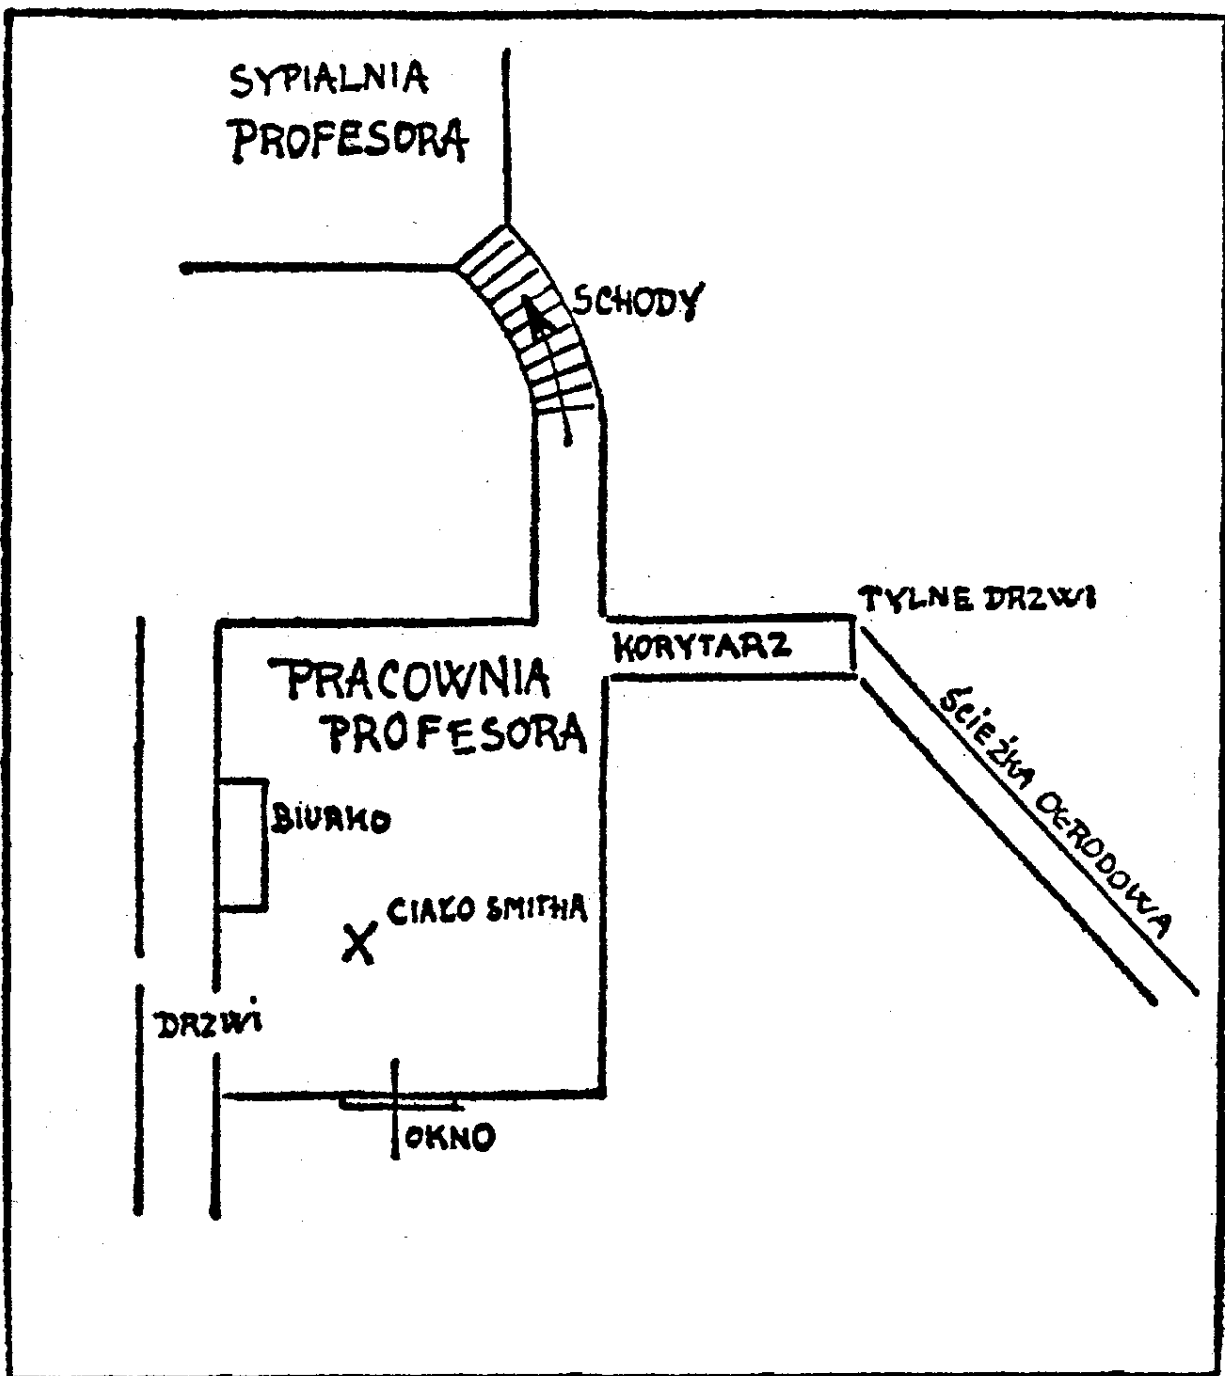 SYPIALNIA
PROFESORA
SCHODY
TYLNE DRZWI
KORYTARZ
PRACOWNIA
PROFESORA
ŚCIEŻKA OGRODOWA
BIURKO
CIAŁO SMITHA
X
DRZWI
OKNO